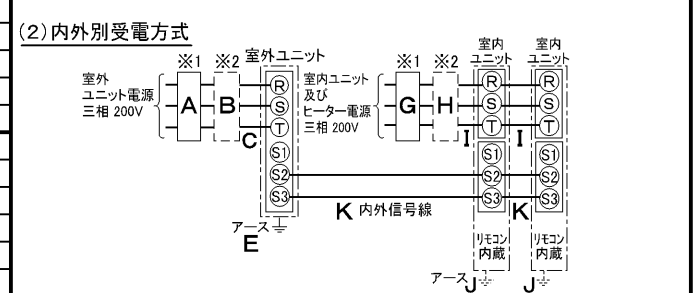 (2)内外別受電方式
※1 ※2 室外ユニット
室外
ユニット電源
三相 200V
A B
R
S
T
C
S1
S2
S3
アース
E
※1 ※2
室内
ユニット
室内
ユニット
室内ユニット
及び
ヒーター電源
三相 200V
G H
R R
S S
T T
I I
S1 S1
S2 S2
S3 S3
K 内外信号線 K
リモコン
内蔵
リモコン
内蔵
アース J J